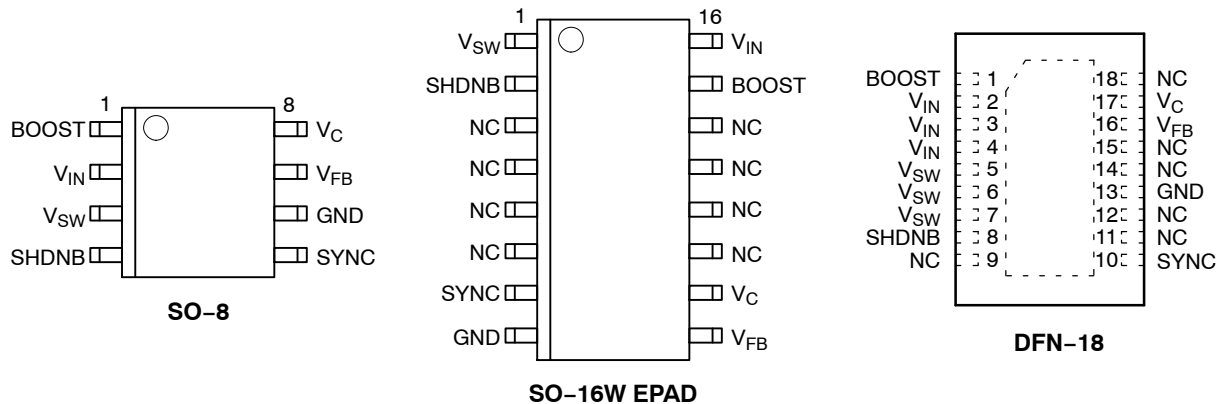 1 8
BOOST V_C
V_IN V_FB
V_SW GND
SHDNB SYNC
SO−8
1 16
V_SW V_IN
SHDNB BOOST
NC NC
NC NC
NC NC
NC NC
SYNC V_C
GND V_FB
SO−16W EPAD
BOOST 1 18 NC
V_IN 2 17 V_C
V_IN 3 16 V_FB
V_IN 4 15 NC
V_SW 5 14 NC
V_SW 6 13 GND
V_SW 7 12 NC
SHDNB 8 11 NC
NC 9 10 SYNC
DFN−18